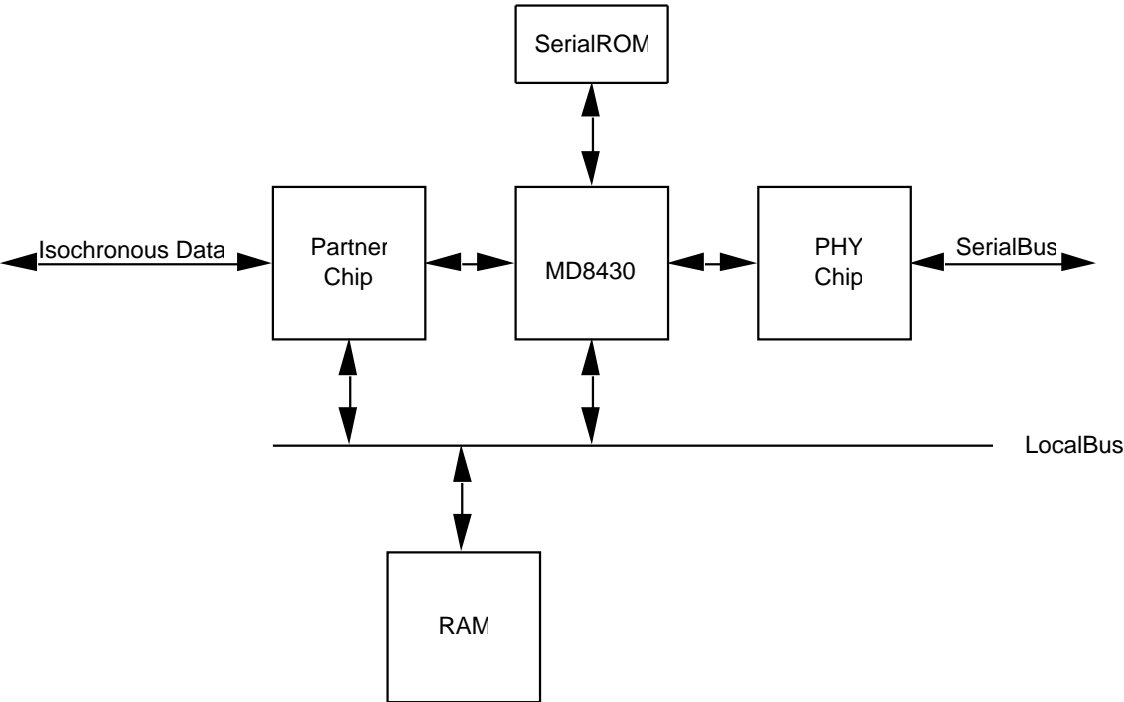 SerialROM
Isochronous Data
Partner
Chip
MD8430
PHY
Chip
SerialBus
LocalBus
RAM